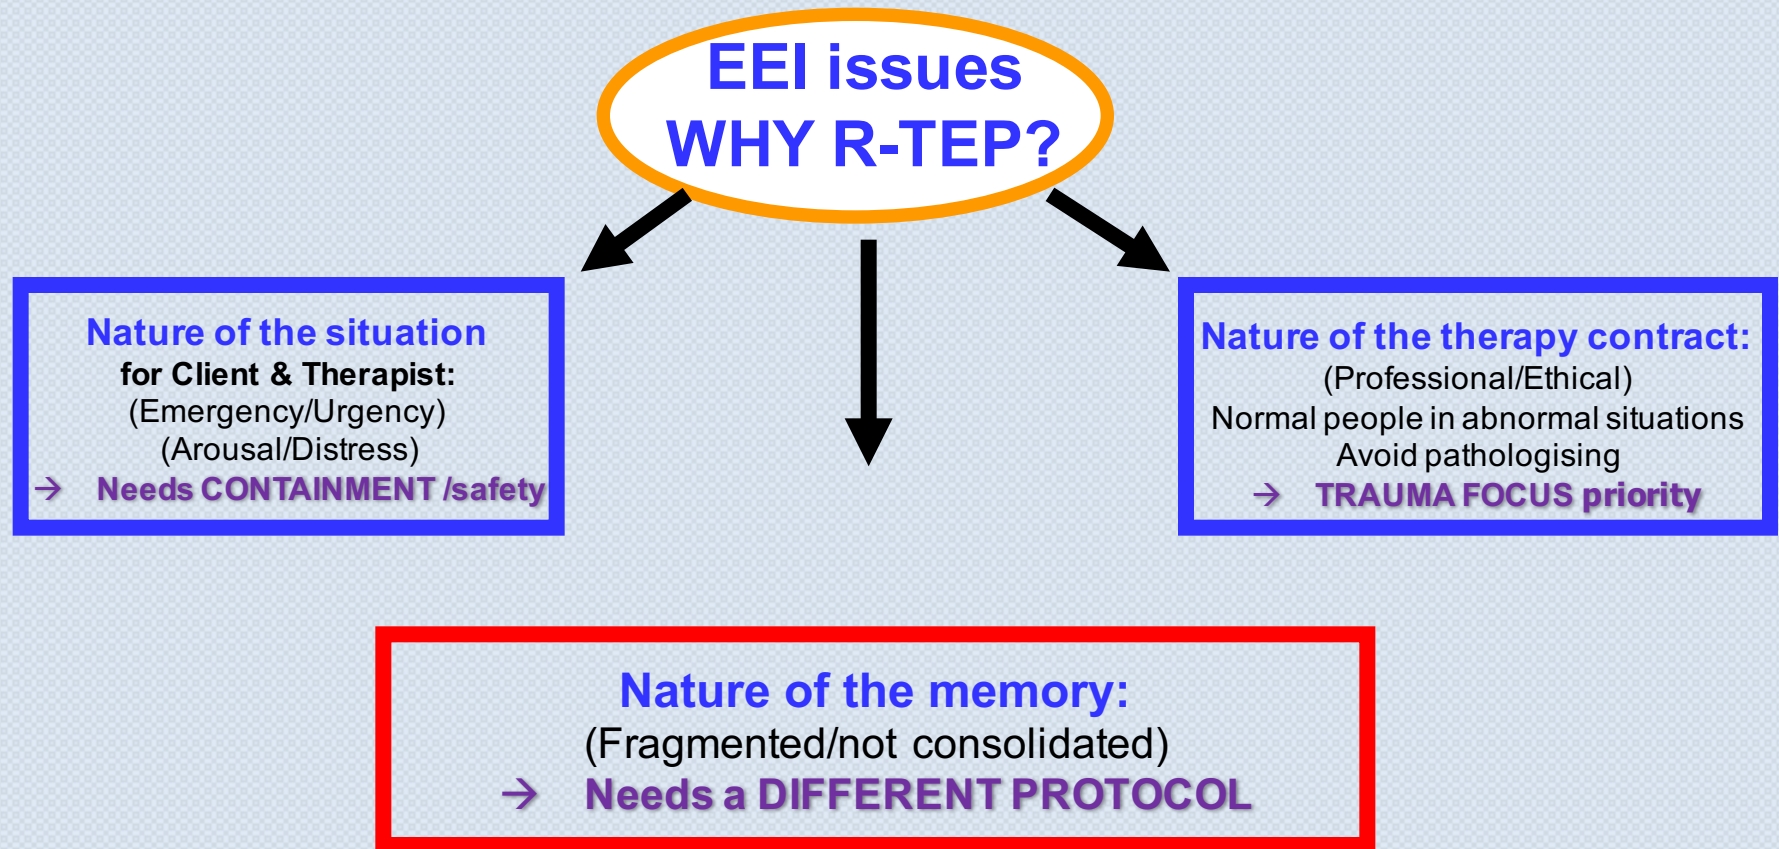 EEI issues
WHY R-TEP?
Nature of the situation
for Client & Therapist:
(Emergency/Urgency)
(Arousal/Distress)
→ Needs CONTAINMENT /safety
Nature of the therapy contract:
(Professional/Ethical)
Normal people in abnormal situations
Avoid pathologising
→ TRAUMA FOCUS priority
Nature of the memory:
(Fragmented/not consolidated)
→ Needs a DIFFERENT PROTOCOL